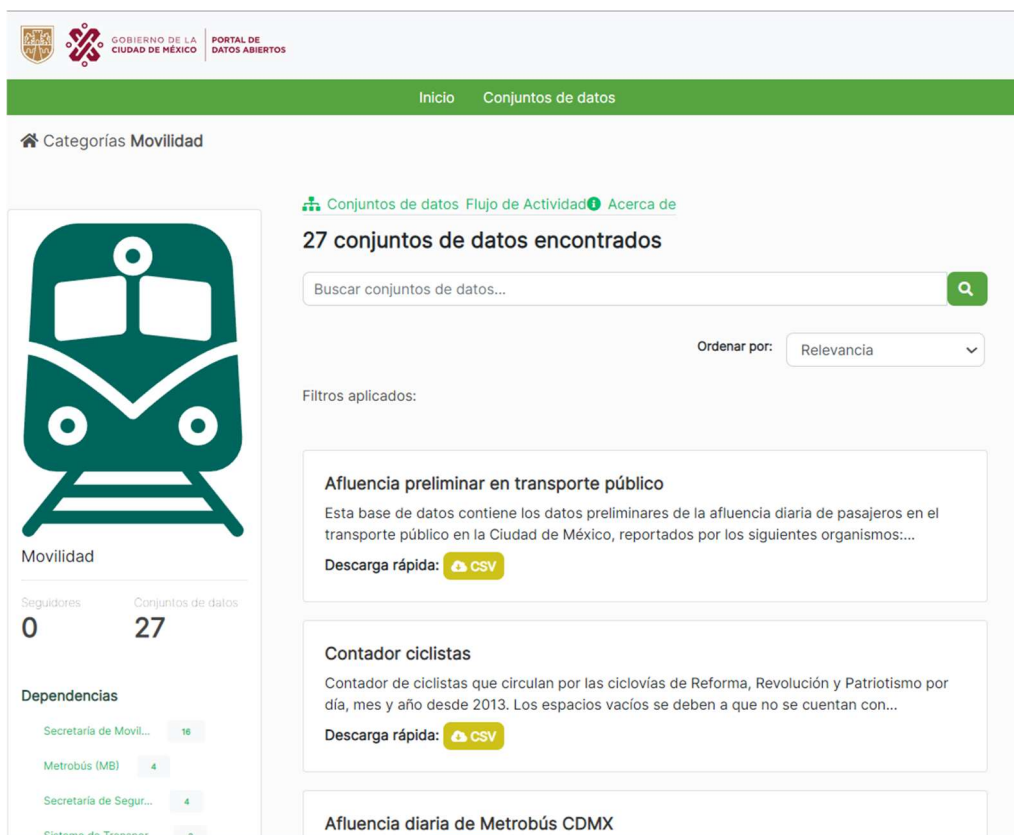 GOBIERNO DE LA
CIUDAD DE MÉXICO
PORTAL DE
DATOS ABIERTOS
Inicio Conjuntos de datos
Categorías Movilidad
Movilidad
Seguidores Conjuntos de datos
0 27
Dependencias
Secretaría de Movil... 16
Metrobús (MB) 4
Secretaría de Segur... 4
Conjuntos de datos Flujo de Actividad Acerca de
27 conjuntos de datos encontrados
Buscar conjuntos de datos...
Ordenar por: Relevancia
Filtros aplicados:
Afluencia preliminar en transporte público
Esta base de datos contiene los datos preliminares de la afluencia diaria de pasajeros en el
transporte público en la Ciudad de México, reportados por los siguientes organismos:...
Descarga rápida: CSV
Contador ciclistas
Contador de ciclistas que circulan por las ciclovías de Reforma, Revolución y Patriotismo por
día, mes y año desde 2013. Los espacios vacíos se deben a que no se cuentan con...
Descarga rápida: CSV
Afluencia diaria de Metrobús CDMX